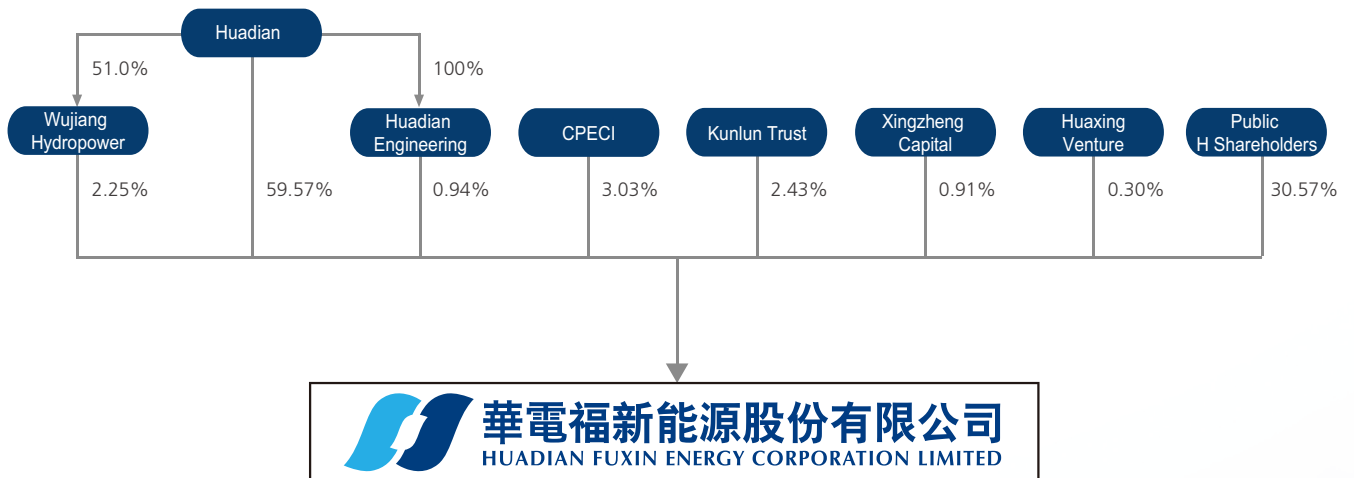 Huadian
51.0%
100%
Wujiang
Hydropower
Huadian
Engineering
CPECI
Kunlun Trust
Xingzheng
Capital
Huaxing
Venture
Public
H Shareholders
2.25%
59.57%
0.94%
3.03%
2.43%
0.91%
0.30%
30.57%
華電福新能源股份有限公司
HUADIAN FUXIN ENERGY CORPORATION LIMITED